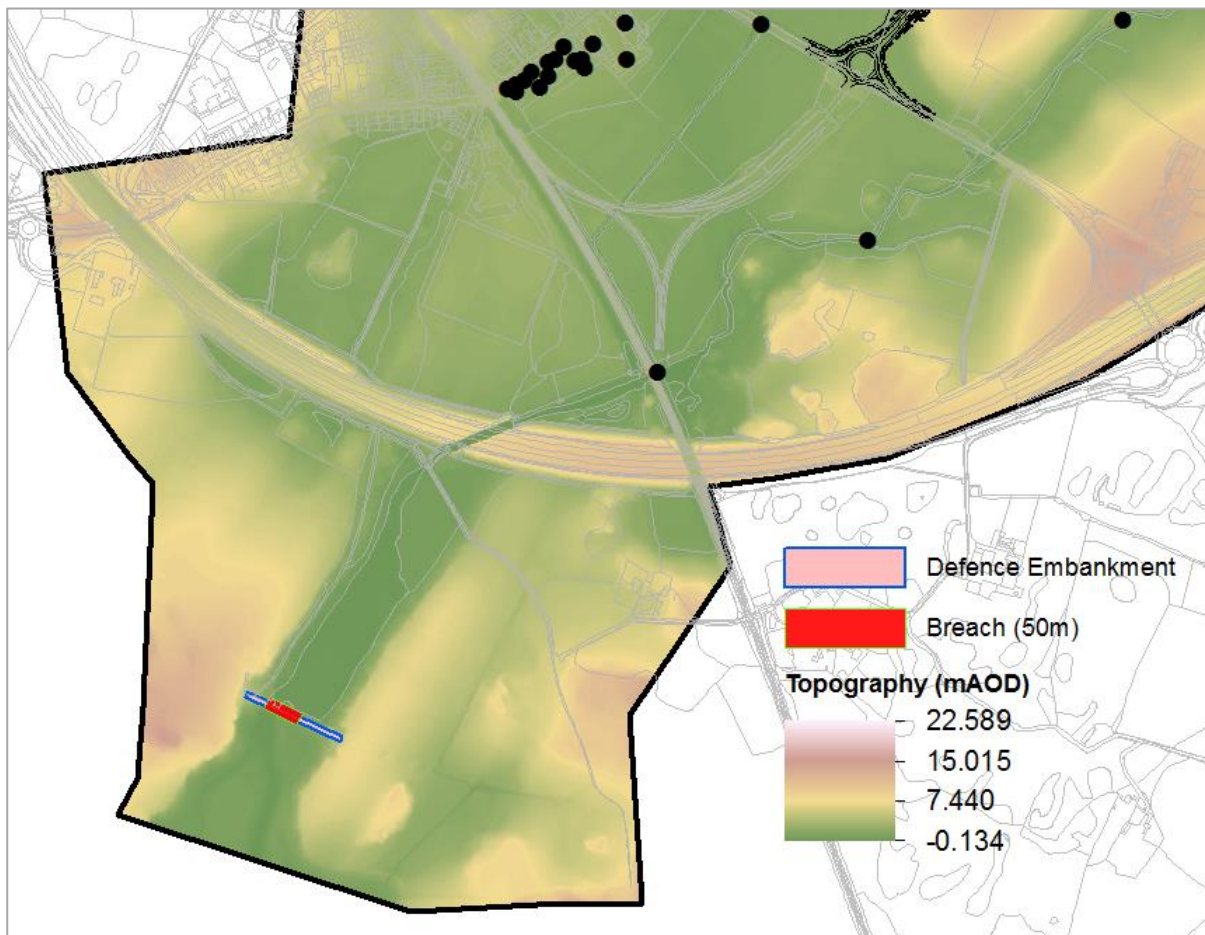 Defence Embankment
Breach (50m)
Topography (mAOD)
22.589
15.015
7.440
-0.134